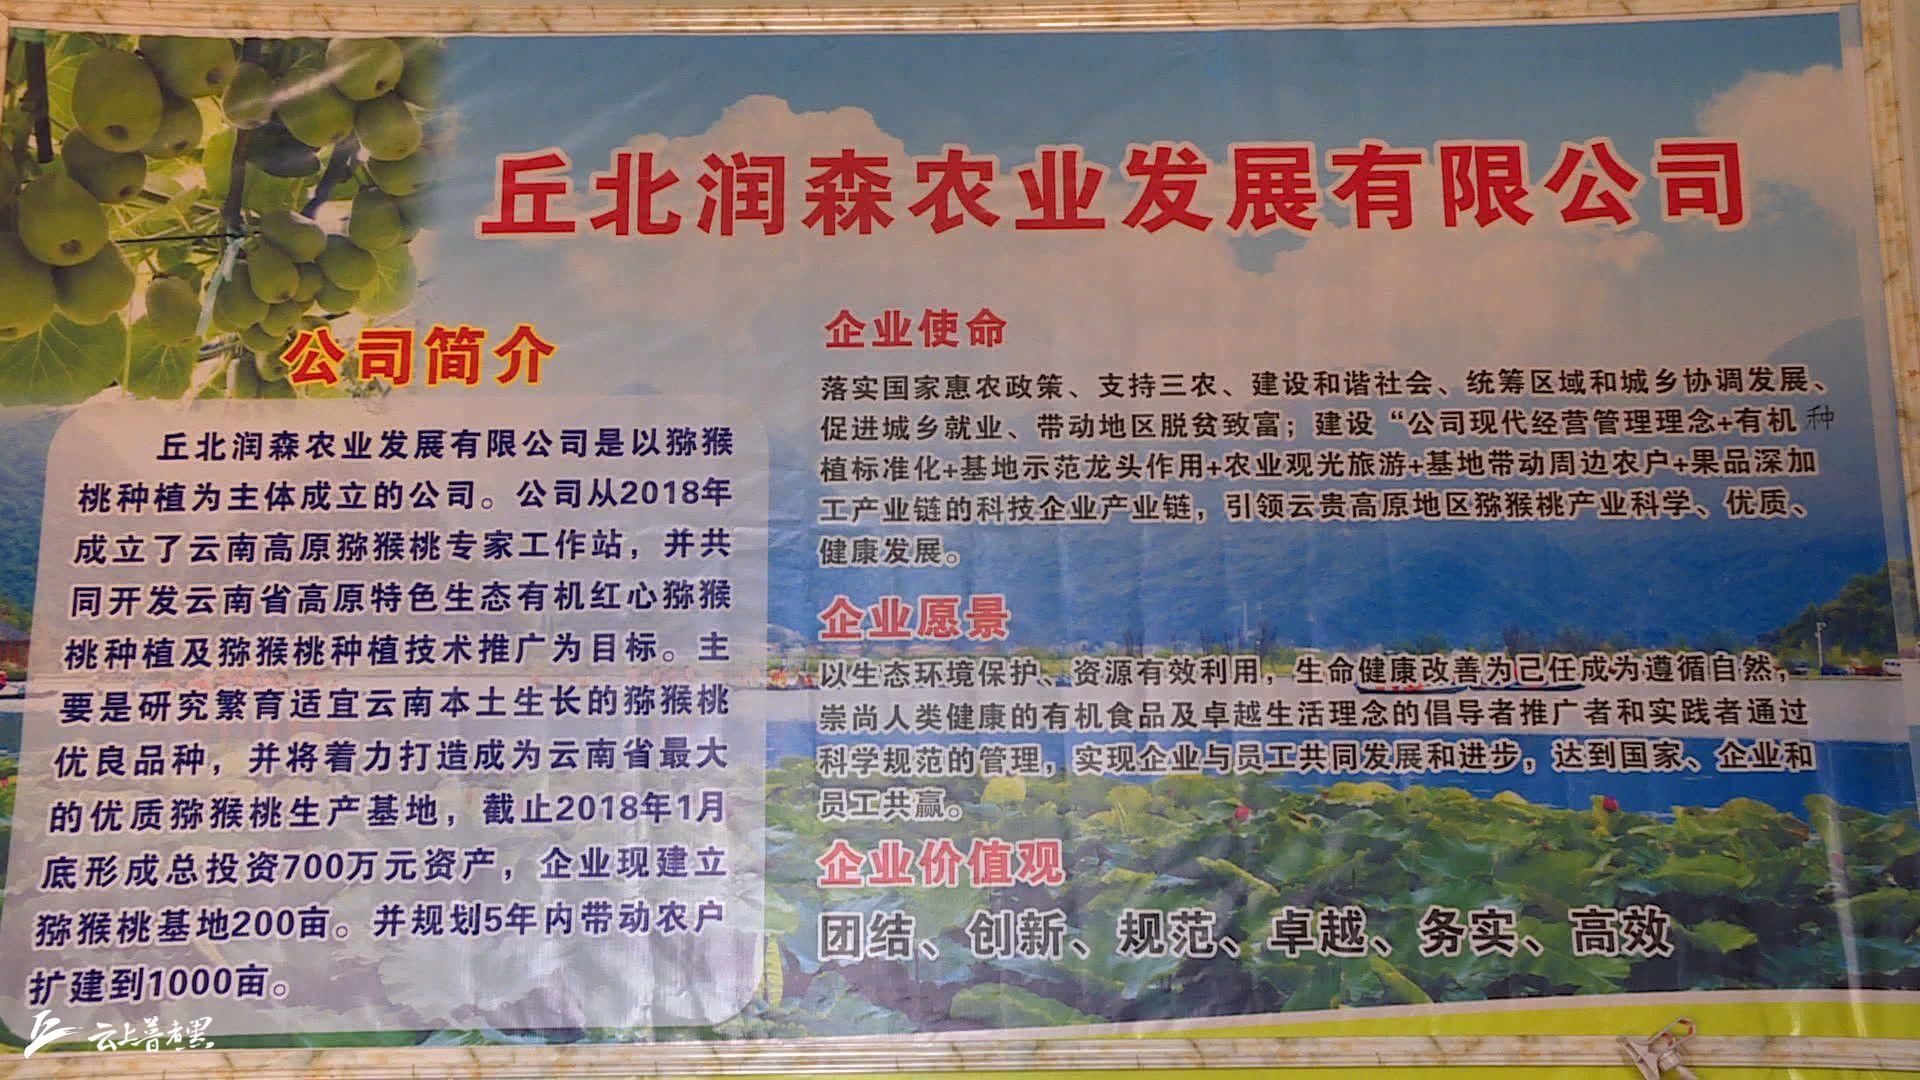 丘北润森农业发展有限公司
公司简介
丘北润森农业发展有限公司是以猕猴
桃种植为主体成立的公司。公司从2018年
成立了云南高原猕猴桃专家工作站，并共
同开发云南省高原特色生态有机红心猕猴
桃种植及猕猴桃种植技术推广为目标。主
要是研究繁育适宜云南本土生长的猕猴桃
优良品种，并将着力打造成为云南省最大
的优质猕猴桃生产基地，截止2018年1月
底形成总投资700万元资产，企业现建立
猕猴桃基地200亩。并规划5年内带动农户
扩建到1000亩。
企业使命
落实国家惠农政策、支持三农、建设和谐社会、统筹区域和城乡协调发展、
促进城乡就业、带动地区脱贫致富；建设“公司现代经营管理理念+有机种
植标准化+基地示范龙头作用+农业观光旅游+基地带动周边农户+果品深加
工产业链的科技企业产业链，引领云贵高原地区猕猴桃产业科学、优质、
健康发展。
企业愿景
以生态环境保护、资源有效利用，生命健康改善为己任成为遵循自然，
崇尚人类健康的有机食品及卓越生活理念的倡导者推广者和实践者通过
科学规范的管理，实现企业与员工共同发展和进步，达到国家、企业和
员工共赢。
企业价值观
团结、创新、规范、卓越、务实、高效
云上普者黑